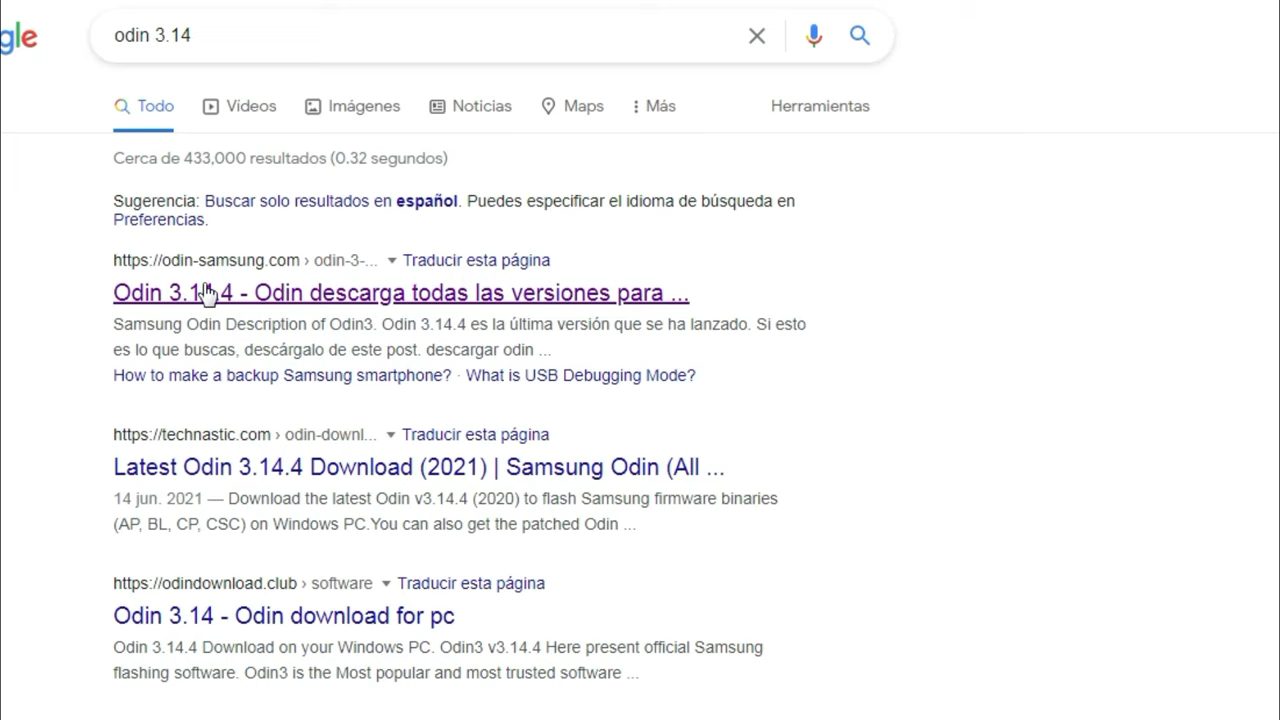 gle
odin 3.14
Todo Videos Imágenes Noticias Maps Más Herramientas
Cerca de 433,000 resultados (0.32 segundos)
Sugerencia: Buscar solo resultados en español. Puedes especificar el idioma de búsqueda en
Preferencias.
https://odin-samsung.com › odin-3-... Traducir esta página
Odin 3.14.4 - Odin descarga todas las versiones para ...
Samsung Odin Description of Odin3. Odin 3.14.4 es la última versión que se ha lanzado. Si esto
es lo que buscas, descárgalo de este post. descargar odin ...
How to make a backup Samsung smartphone? · What is USB Debugging Mode?
https://technastic.com › odin-downl... Traducir esta página
Latest Odin 3.14.4 Download (2021) | Samsung Odin (All ...
14 jun. 2021 — Download the latest Odin v3.14.4 (2020) to flash Samsung firmware binaries
(AP, BL, CP, CSC) on Windows PC.You can also get the patched Odin ...
https://odindownload.club › software Traducir esta página
Odin 3.14 - Odin download for pc
Odin 3.14.4 Download on your Windows PC. Odin3 v3.14.4 Here present official Samsung
flashing software. Odin3 is the Most popular and most trusted software ...